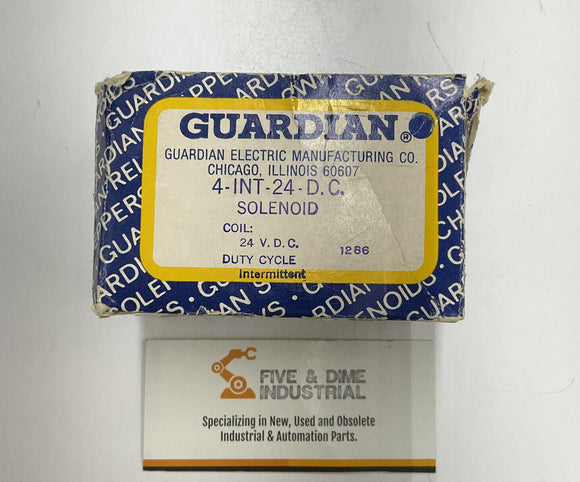 GUARDIAN®
GUARDIAN ELECTRIC MANUFACTURING CO.
CHICAGO, ILLINOIS 60607
4-INT-24-D.C.
SOLENOID
COIL:
24 V.D.C. 1286
DUTY CYCLE
Intermittent
FIVE & DIME
INDUSTRIAL
Specializing in New, Used and Obsolete
Industrial & Automation Parts.